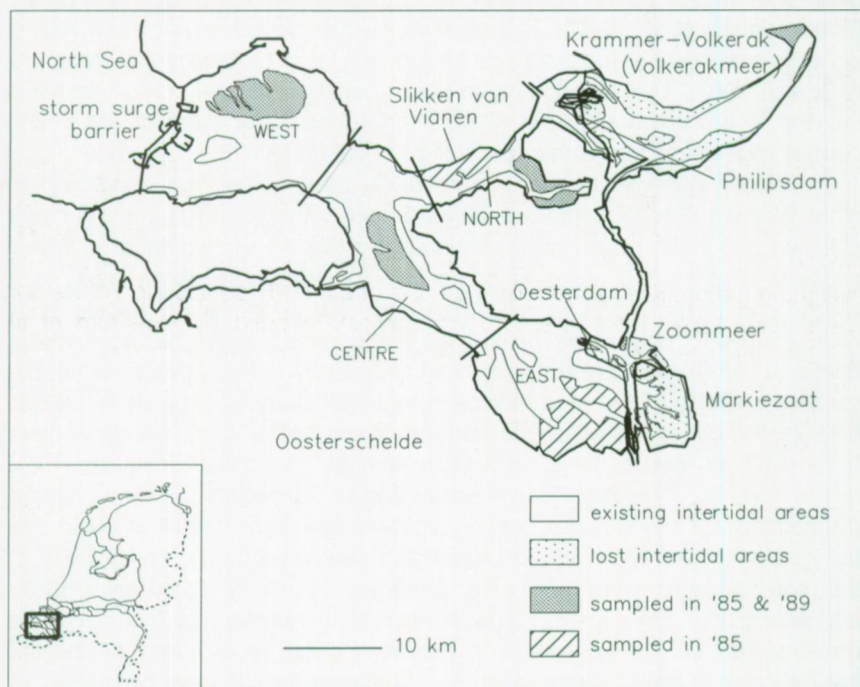 North Sea
storm surge
barrier
WEST
Krammer–Volkerak
(Volkerakmeer)
Slikken van
Vianen
Philipsdam
NORTH
Oesterdam
Zoommeer
CENTRE
EAST
Markiezaat
Oosterschelde
existing intertidal areas
lost intertidal areas
sampled in '85 & '89
sampled in '85
10 km